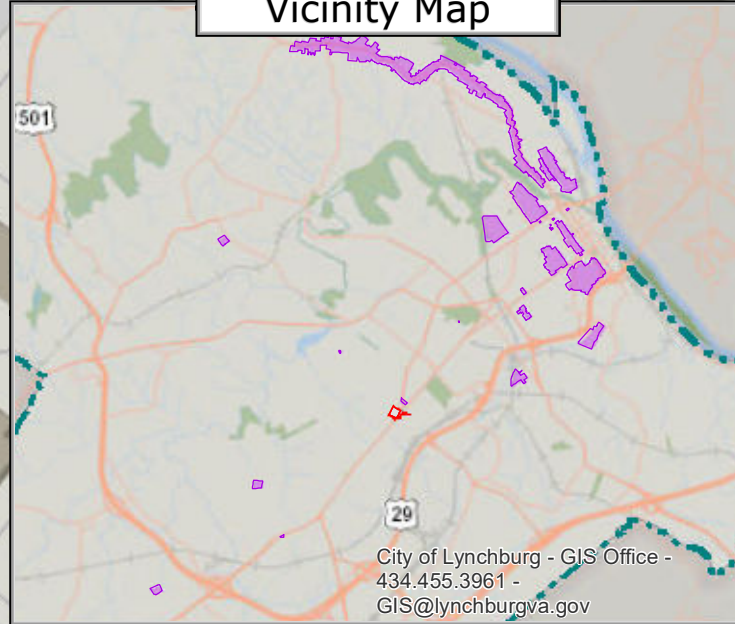 Vicinity Map
501
29
City of Lynchburg - GIS Office -
434.455.3961 -
GIS@lynchburgva.gov